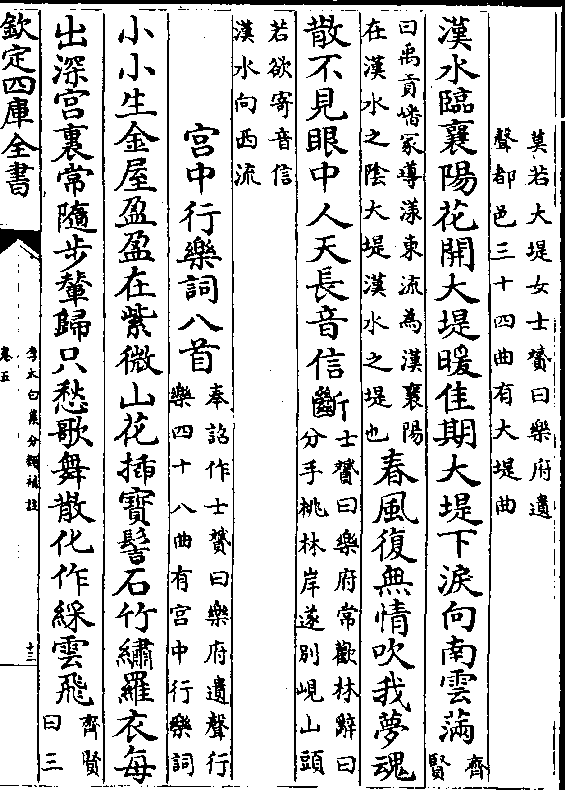 莫若大堤女士贇曰樂府遺
聲都邑三十四曲有大堤曲
漢水臨襄陽花開大堤暖佳期大堤下淚向南雲滿齊
賢
曰禹貢嶓冢導漾東流為漢襄陽
在漢水之陰大堤漢水之堤也
春風復無情吹我夢魂
散不見眼中人天長音信斷
士贇曰樂府常歡林辭曰
分手桃林岸遂別峴山頭
若欲寄音信
漢水向西流
宮中行樂詞八首
奉詔作士贇曰樂府遺聲行
樂四十八曲有宮中行樂詞
小小生金屋盈盈在紫微山花揷寶髻石竹繡羅衣每
出深宮裏常隨步輦歸只愁歌舞散化作綵雲飛
齊賢
曰三
欽定四庫全書
李太白集分類補註
卷五
十三